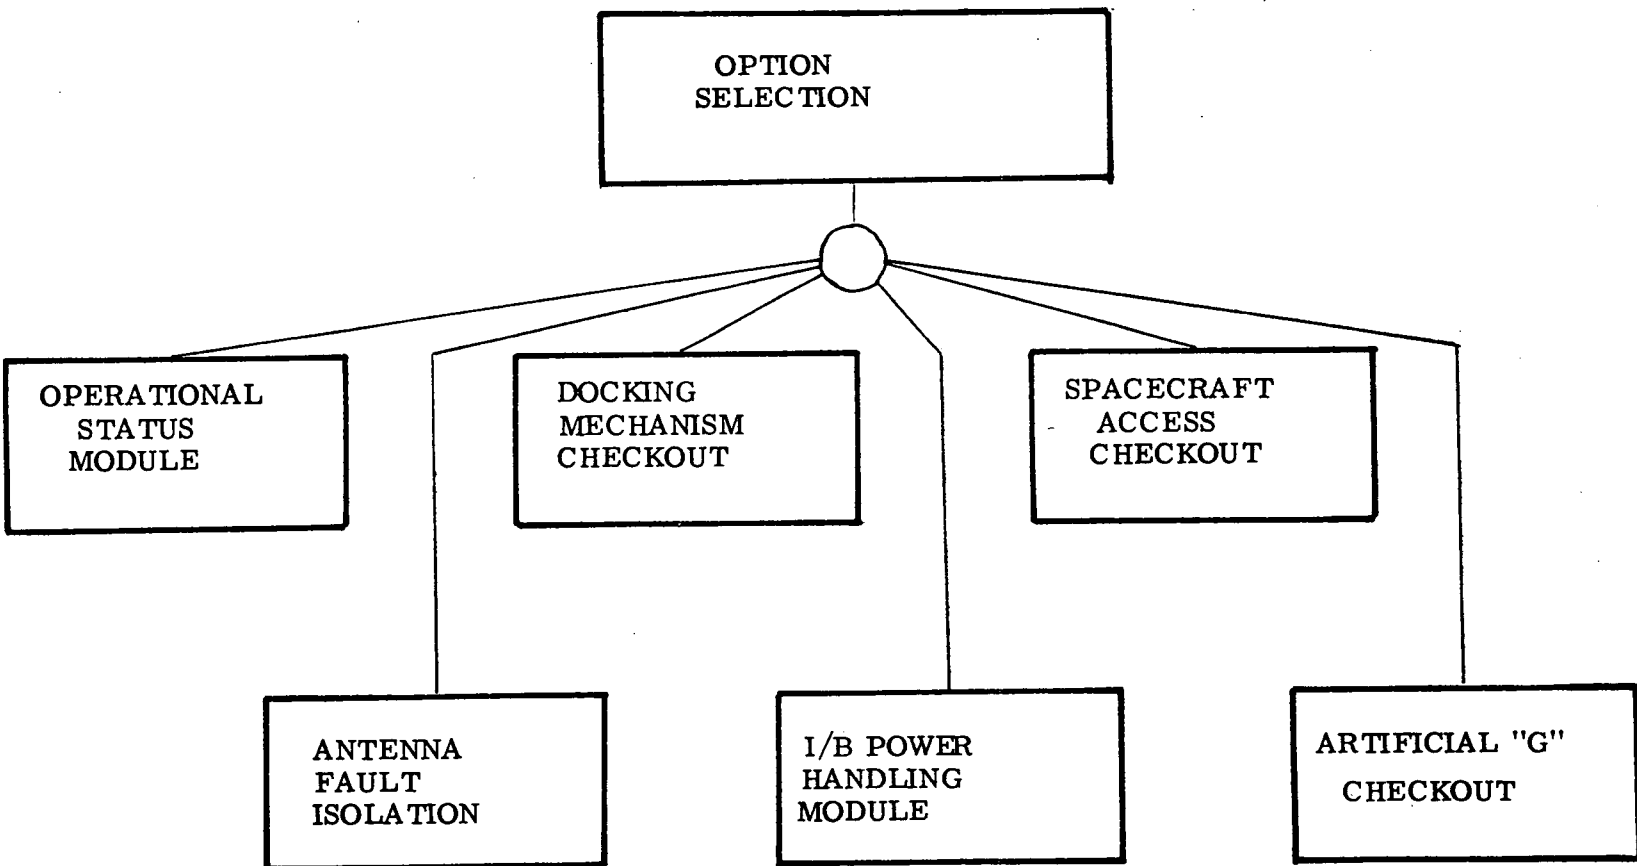 OPTION
SELECTION
OPERATIONAL
STATUS
MODULE
DOCKING
MECHANISM
CHECKOUT
SPACECRAFT
ACCESS
CHECKOUT
ANTENNA
FAULT
ISOLATION
I/B POWER
HANDLING
MODULE
ARTIFICIAL "G"
CHECKOUT